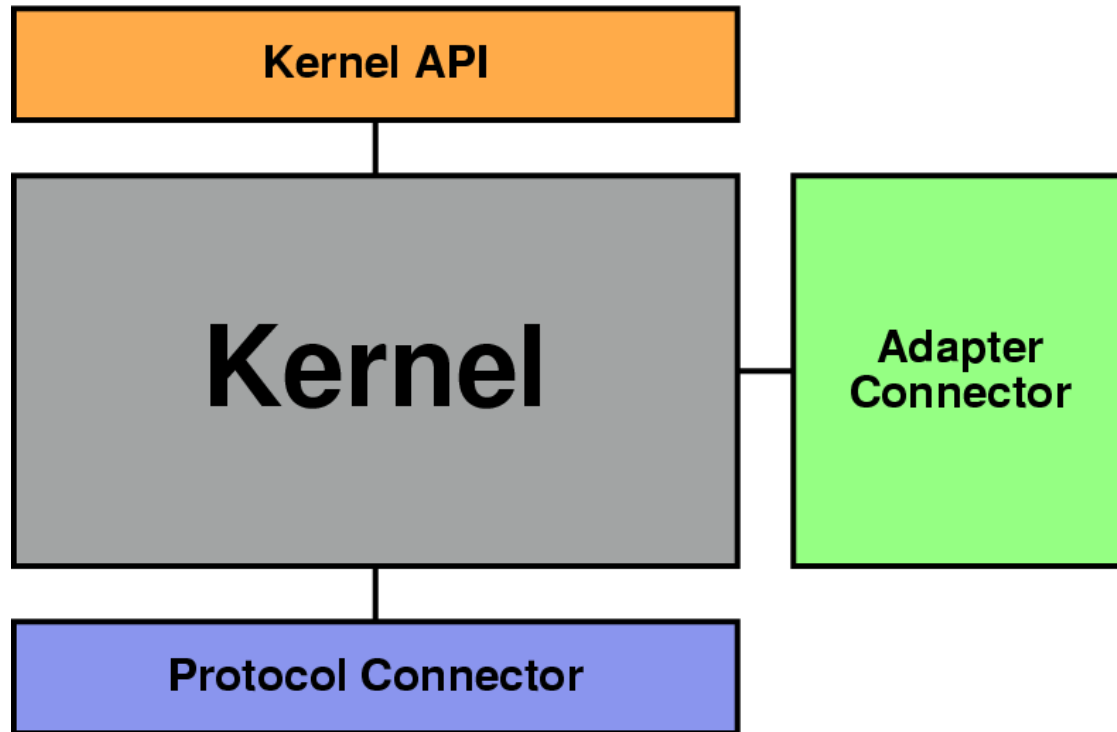 Kernel API
Kernel
Adapter
Connector
Protocol Connector